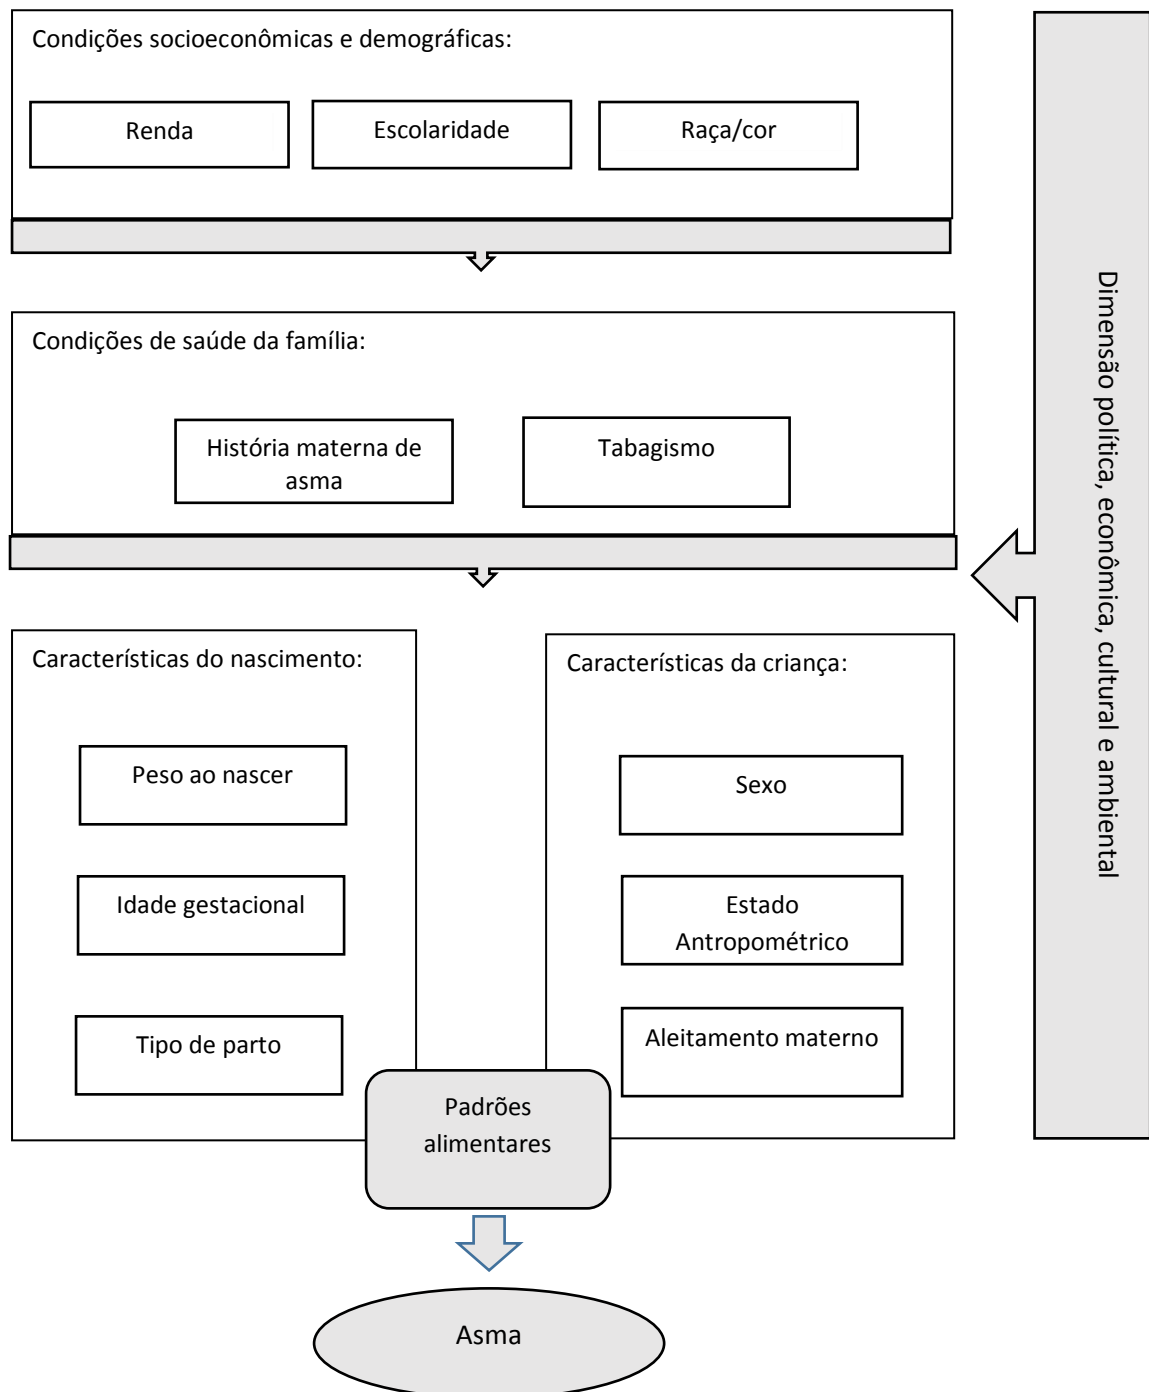 Condições socioeconômicas e demográficas:
Renda
Escolaridade
Raça/cor
Condições de saúde da família:
História materna de
asma
Tabagismo
Características do nascimento:
Peso ao nascer
Idade gestacional
Tipo de parto
Características da criança:
Sexo
Estado
Antropométrico
Aleitamento materno
Padrões
alimentares
Asma
Dimensão política, econômica, cultural e ambiental